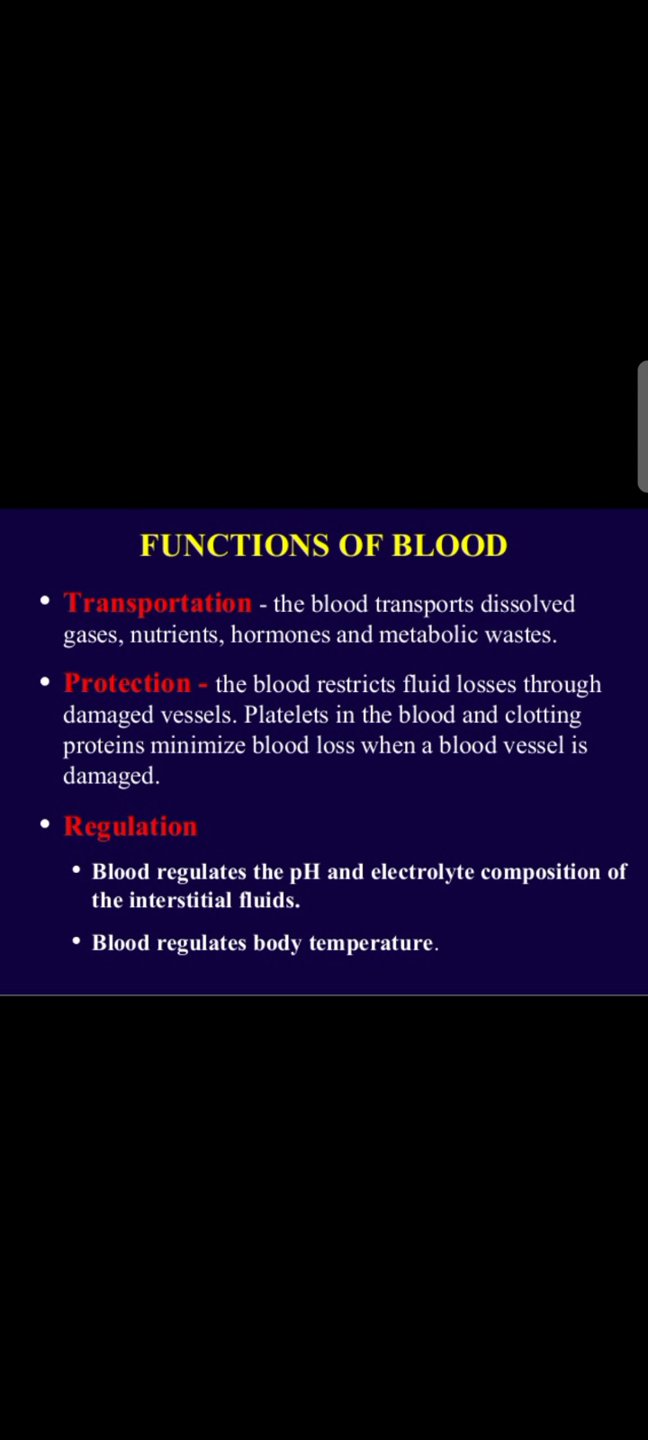 FUNCTIONS OF BLOOD
• Transportation - the blood transports dissolved
gases, nutrients, hormones and metabolic wastes.
• Protection - the blood restricts fluid losses through
damaged vessels. Platelets in the blood and clotting
proteins minimize blood loss when a blood vessel is
damaged.
• Regulation
• Blood regulates the pH and electrolyte composition of
the interstitial fluids.
• Blood regulates body temperature.